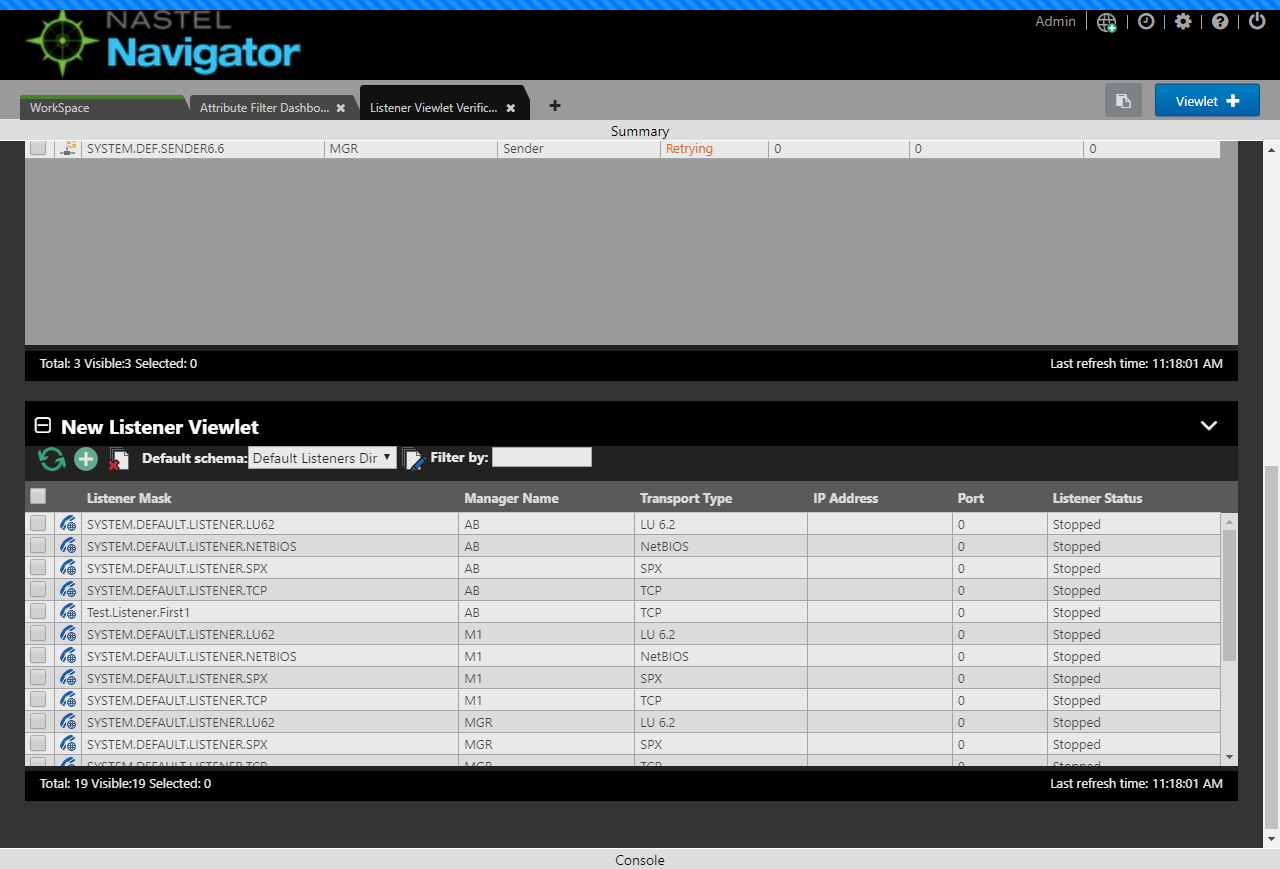 NASTEL
Navigator
Admin
WorkSpace
Attribute Filter Dashbo...
Listener Viewlet Verific...
Viewlet
Summary
SYSTEM.DEF.SENDER6.6 MGR Sender Retrying 0 0 0
Total: 3 Visible:3 Selected: 0 Last refresh time: 11:18:01 AM
New Listener Viewlet
Default schema: Default Listeners Dir Filter by:
Listener Mask Manager Name Transport Type IP Address Port Listener Status
SYSTEM.DEFAULT.LISTENER.LU62 AB LU 6.2 0 Stopped
SYSTEM.DEFAULT.LISTENER.NETBIOS AB NetBIOS 0 Stopped
SYSTEM.DEFAULT.LISTENER.SPX AB SPX 0 Stopped
SYSTEM.DEFAULT.LISTENER.TCP AB TCP 0 Stopped
Test.Listener.First1 AB TCP 0 Stopped
SYSTEM.DEFAULT.LISTENER.LU62 M1 LU 6.2 0 Stopped
SYSTEM.DEFAULT.LISTENER.NETBIOS M1 NetBIOS 0 Stopped
SYSTEM.DEFAULT.LISTENER.SPX M1 SPX 0 Stopped
SYSTEM.DEFAULT.LISTENER.TCP M1 TCP 0 Stopped
SYSTEM.DEFAULT.LISTENER.LU62 MGR LU 6.2 0 Stopped
SYSTEM.DEFAULT.LISTENER.SPX MGR SPX 0 Stopped
SYSTEM.DEFAULT.LISTENER.TCP MGR TCP 0 Stopped
Total: 19 Visible:19 Selected: 0 Last refresh time: 11:18:01 AM
Console